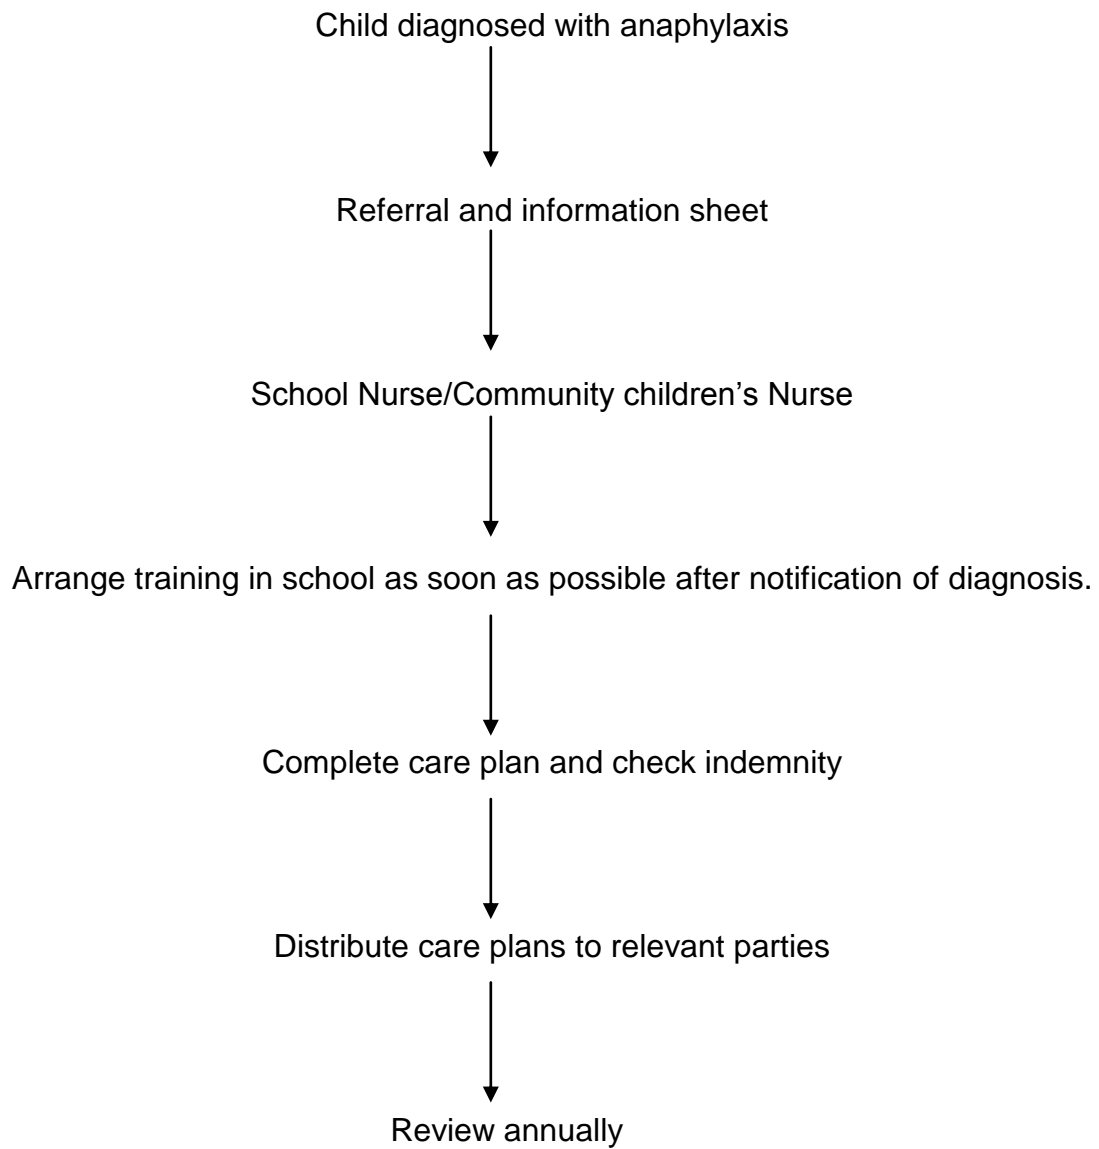 Child diagnosed with anaphylaxis
Referral and information sheet
School Nurse/Community children’s Nurse
Arrange training in school as soon as possible after notification of diagnosis.
Complete care plan and check indemnity
Distribute care plans to relevant parties
Review annually